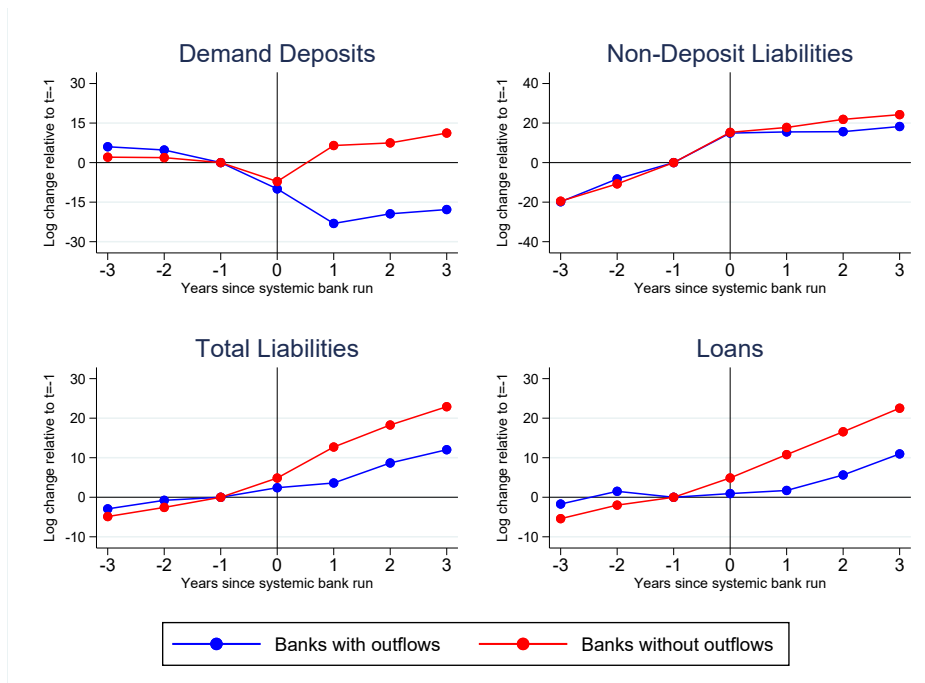 Demand Deposits
Log change relative to t=-1
30
15
0
-15
-30
-3 -2 -1 0 1 2 3
Years since systemic bank run
Non-Deposit Liabilities
Log change relative to t=-1
40
20
0
-20
-40
-3 -2 -1 0 1 2 3
Years since systemic bank run
Total Liabilities
Log change relative to t=-1
30
20
10
0
-10
-3 -2 -1 0 1 2 3
Years since systemic bank run
Loans
Log change relative to t=-1
30
20
10
0
-10
-3 -2 -1 0 1 2 3
Years since systemic bank run
Banks with outflows Banks without outflows